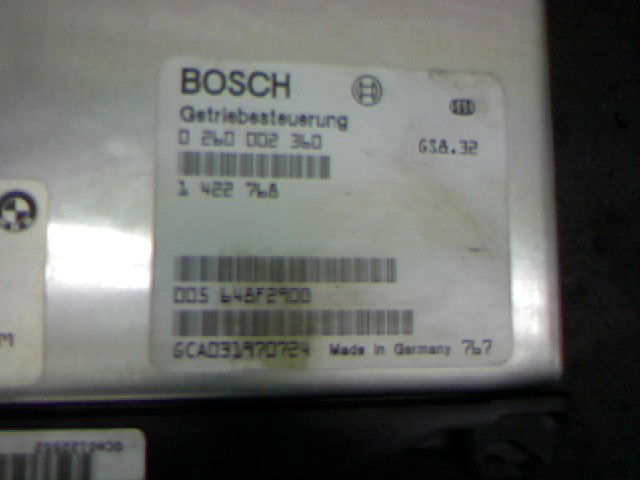 BOSCH
Getriebesteuerung
0 260 002 360
GS8.32
1 422 768
005 648F2900
GCA031970724 Made in Germany 767
M